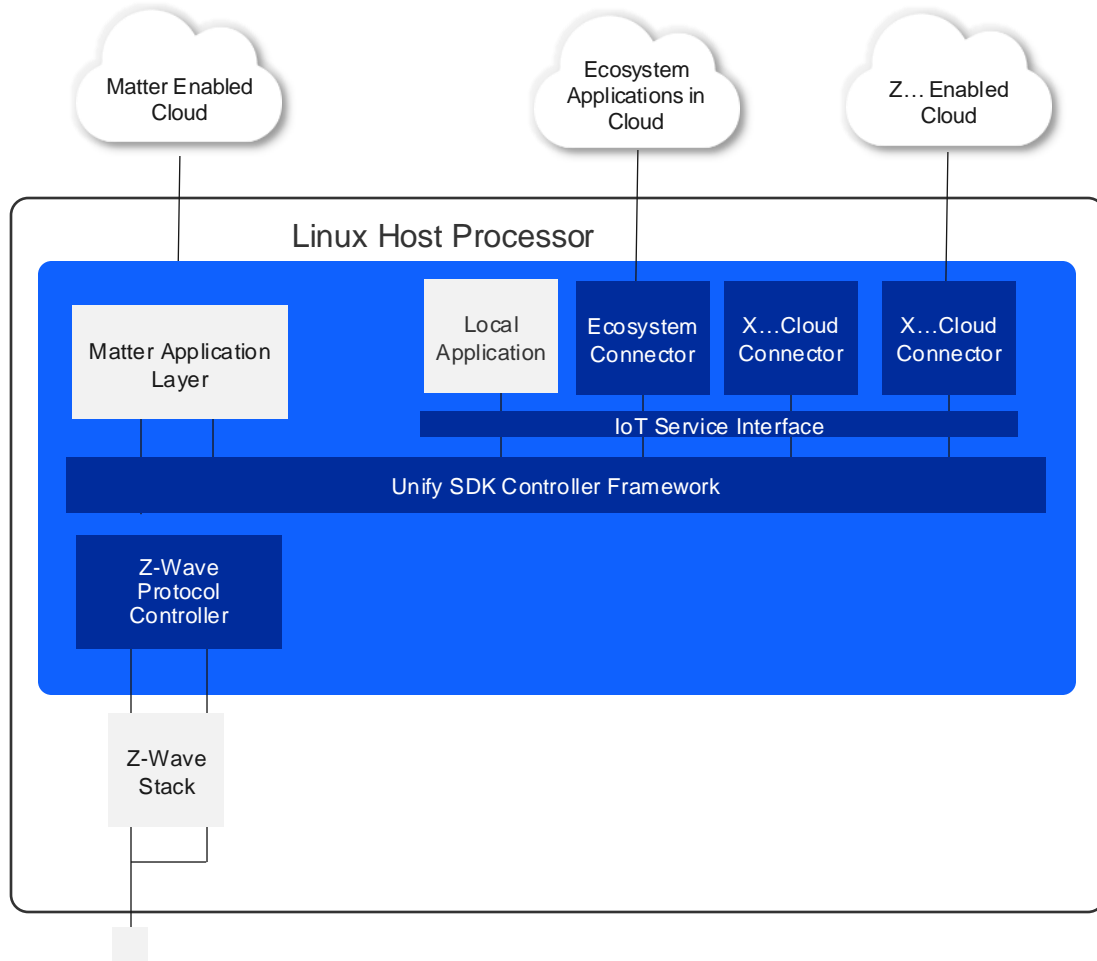 Matter Enabled
Cloud
Ecosystem
Applications in
Cloud
Z... Enabled
Cloud
Linux Host Processor
Matter Application
Layer
Local
Application
Ecosystem
Connector
X...Cloud
Connector
X...Cloud
Connector
IoT Service Interface
Unify SDK Controller Framework
Z-Wave
Protocol
Controller
Z-Wave
Stack